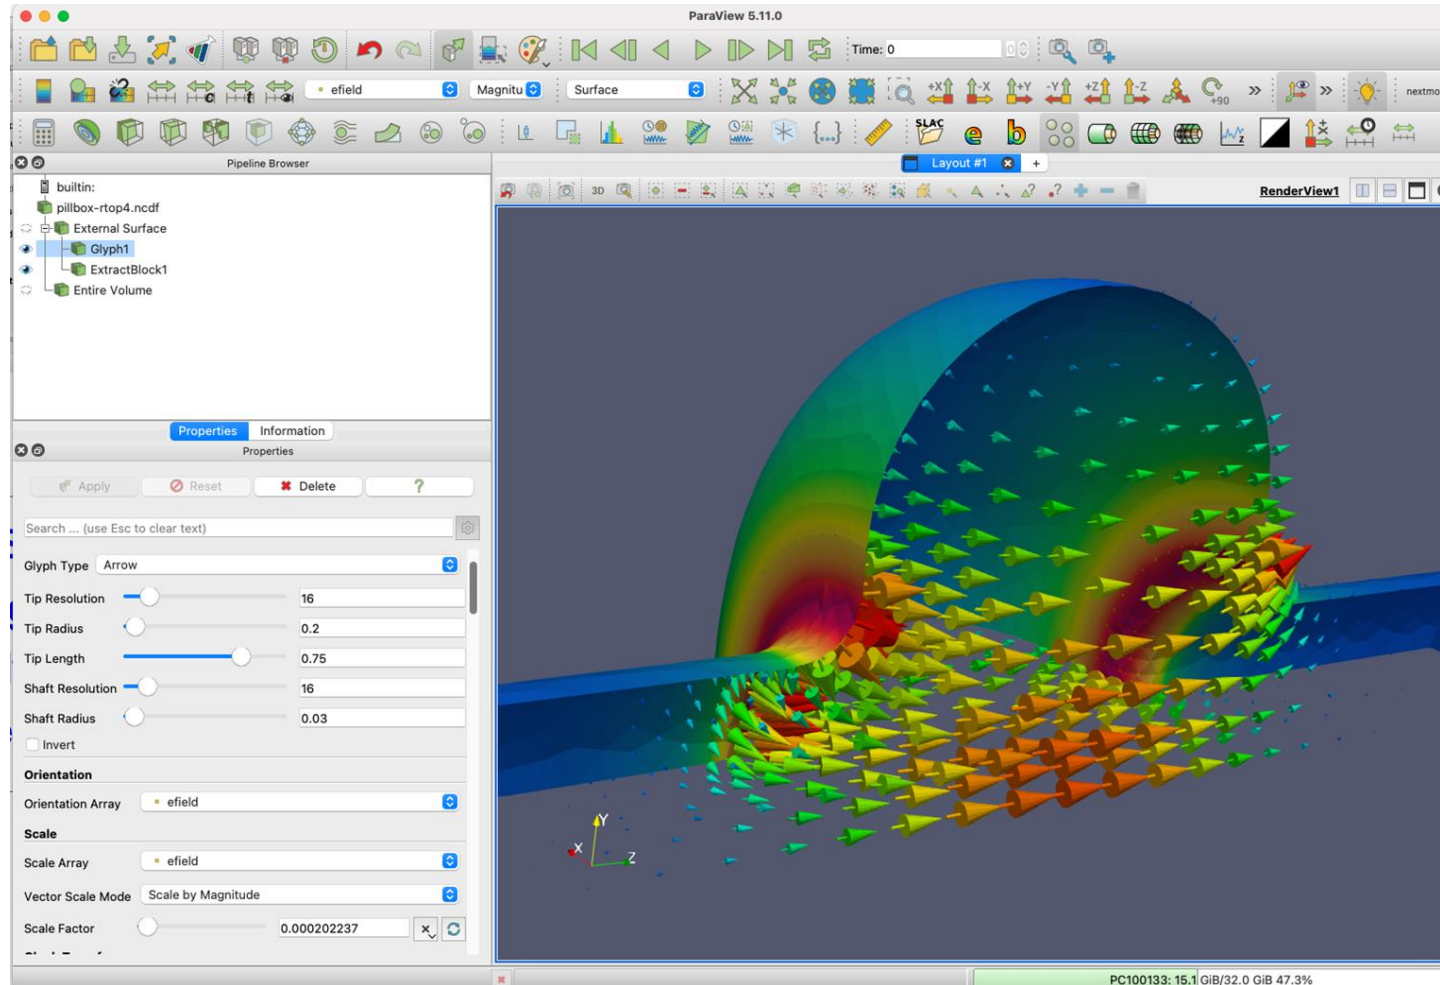 ParaView 5.11.0
Time: 0
efield Magnitu Surface +X -X +Y -Y +Z -Z +90 » » nextmo
SLAC
Pipeline Browser
Layout #1 +
builtin:
3D
RenderView1
pillbox-rtop4.ncdf
External Surface
Glyph1
ExtractBlock1
Entire Volume
Properties Information
Properties
Apply Reset Delete ?
Search ... (use Esc to clear text)
Glyph Type Arrow
Tip Resolution 16
Tip Radius 0.2
Tip Length 0.75
Shaft Resolution 16
Shaft Radius 0.03
Invert
Orientation
Orientation Array efield
Scale
Scale Array efield
Vector Scale Mode Scale by Magnitude
Scale Factor 0.000202237
Y
X
Z
PC100133: 15.1 GiB/32.0 GiB 47.3%